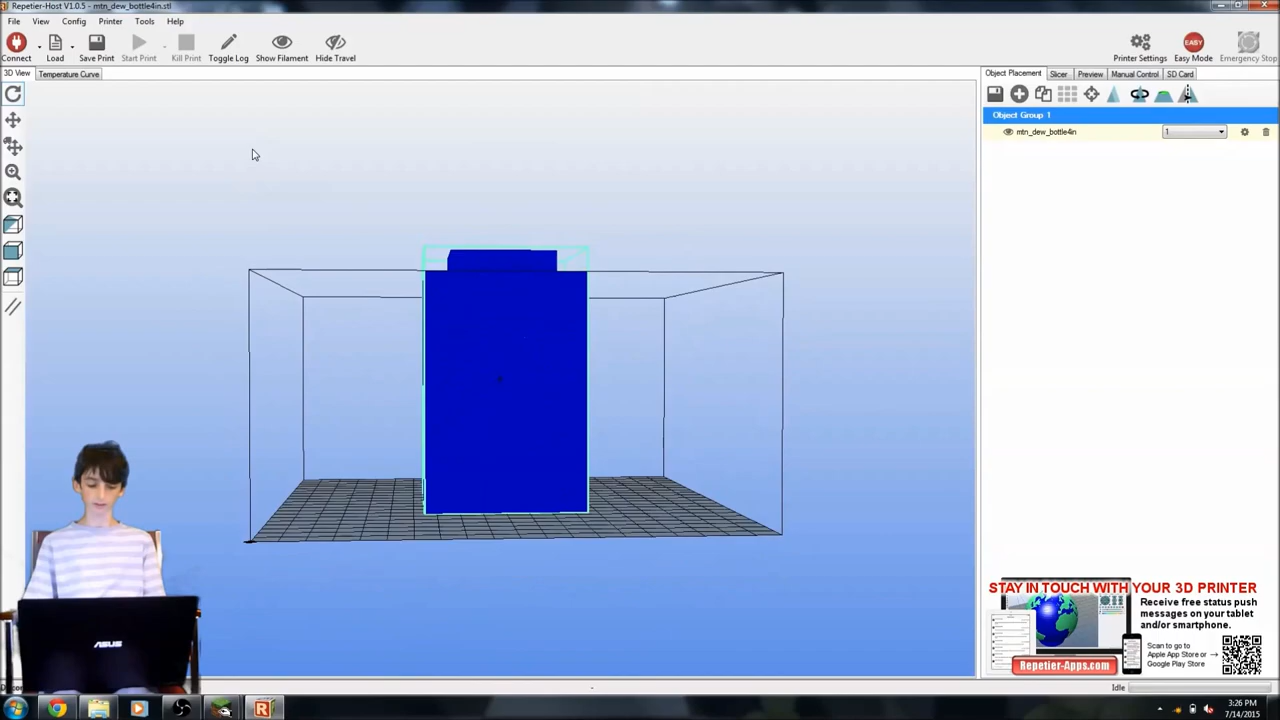 Repetier-Host V1.0.5 - mtn_dew_bottle4in.stl
File View Config Printer Tools Help
Connect Load Save Print Start Print Kill Print Toggle Log Show Filament Hide Travel Printer Settings Easy Mode Emergency Stop
EASY
3D View Temperature Curve
Object Placement Slicer Preview Manual Control SD Card
Object Group 1
mtn_dew_bottle4in 1
ASUS
STAY IN TOUCH WITH YOUR 3D PRINTER
Receive free status push
messages on your tablet
and/or smartphone.
Scan to go to
Apple App Store or →
Google Play Store
Repetier-Apps.com
Idle
3:26 PM
7/14/2015